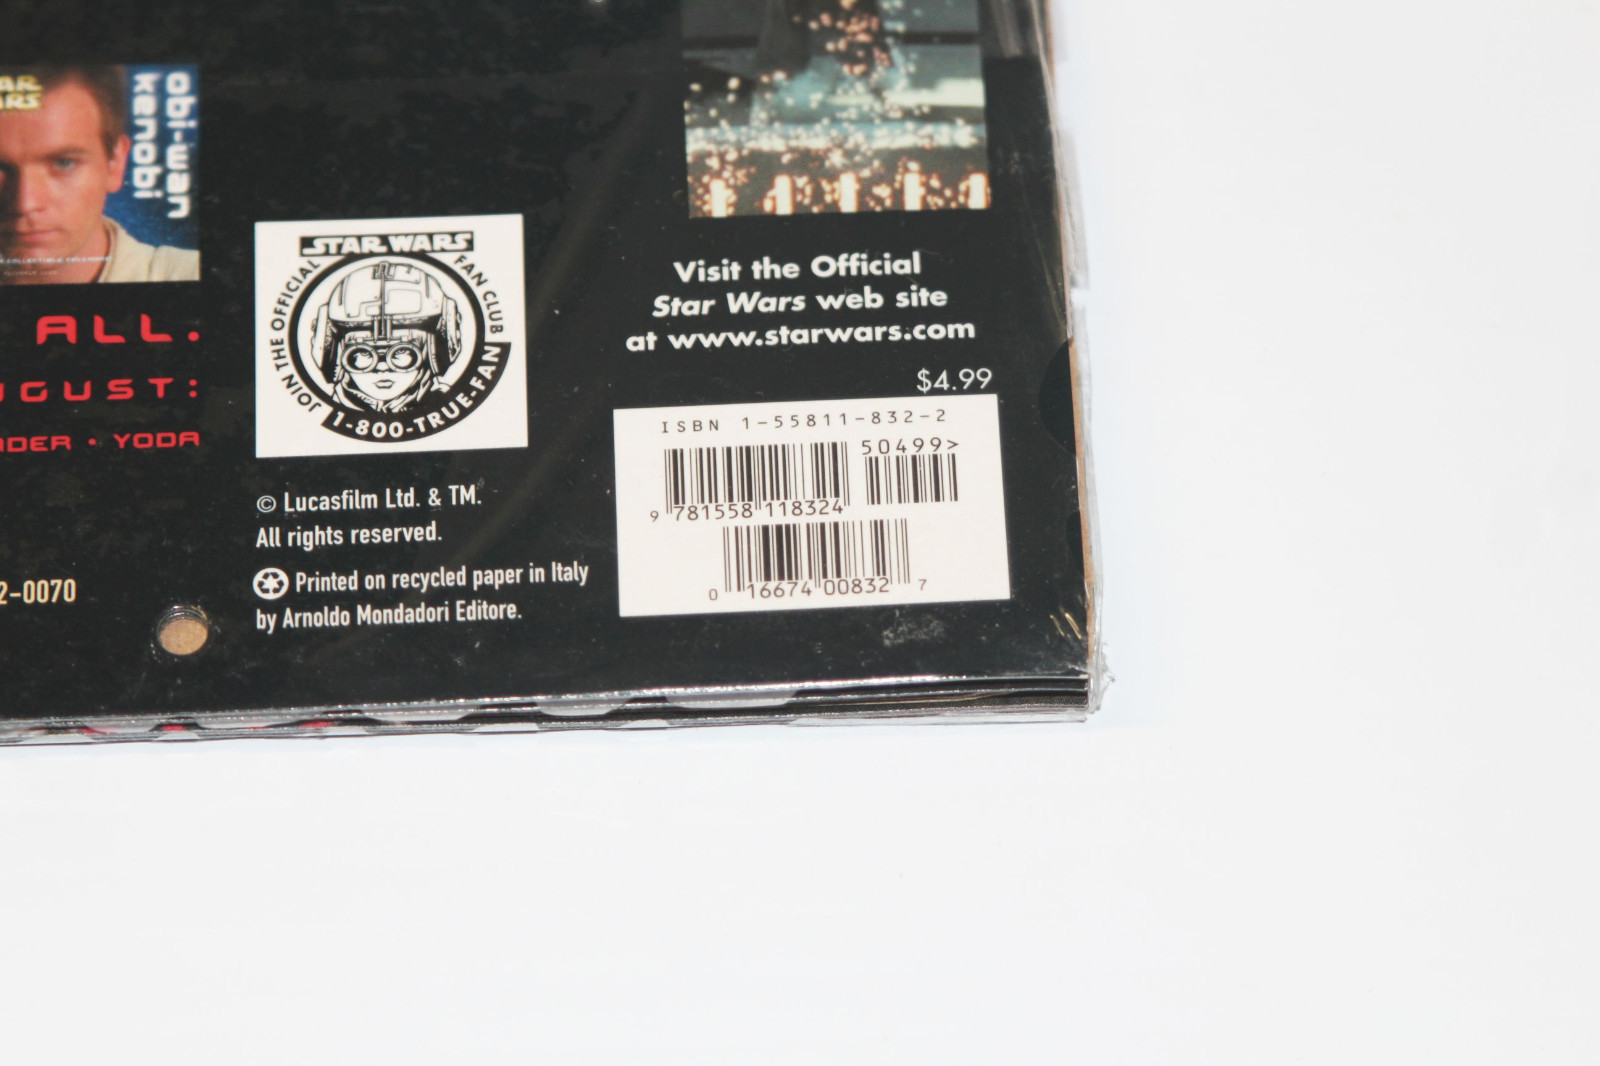 obi-wan
kenobi
ALL.
YODA
2-0070
STAR WARS
JOIN THE OFFICIAL
FAN CLUB
1-800-TRUE-FAN
© Lucasfilm Ltd. & TM.
All rights reserved.
Printed on recycled paper in Italy
by Arnoldo Mondadori Editore.
Visit the Official
Star Wars web site
at www.starwars.com
$4.99
ISBN 1-55811-832-2
50499>
9 781558 118324
0 16674 00832 7